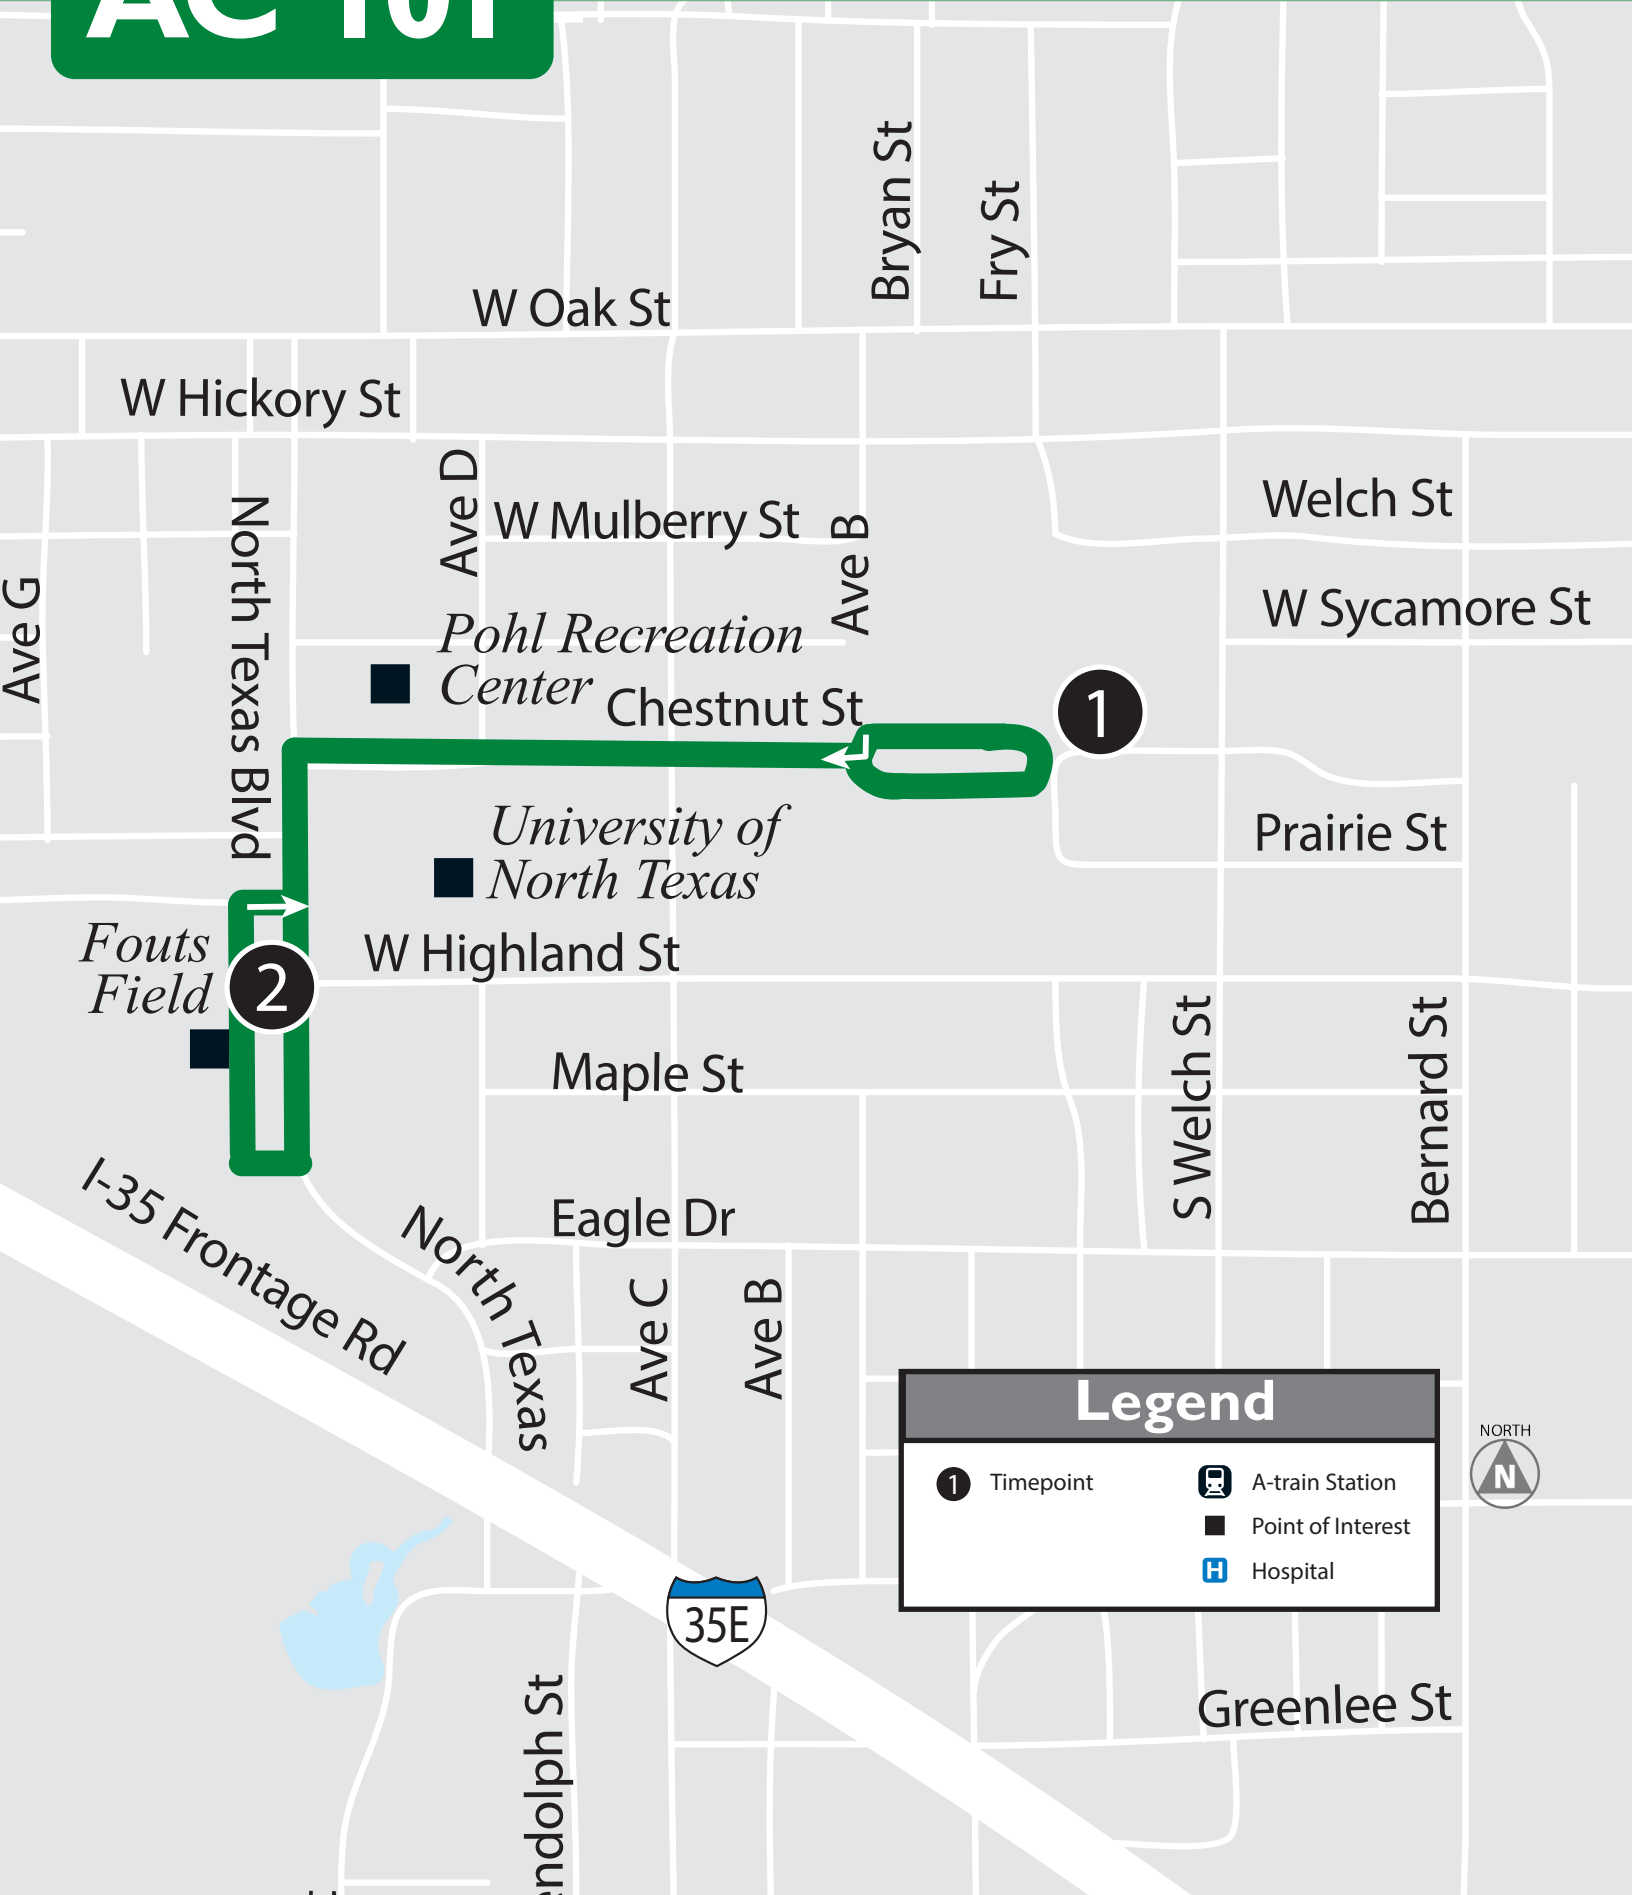 AC 101
Bryan St
Fry St
W Oak St
W Hickory St
Ave D
W Mulberry St
Welch St
North Texas Blvd
Ave B
Ave G
W Sycamore St
Pohl Recreation
Center
Chestnut St
1
University of
North Texas
Prairie St
Fouts
Field
2
W Highland St
Maple St
S Welch St
Bernard St
I-35 Frontage Rd
North Texas
Eagle Dr
Ave C
Ave B
Legend
1 Timepoint
A-train Station
Point of Interest
H Hospital
NORTH
N
35E
endolph St
Greenlee St